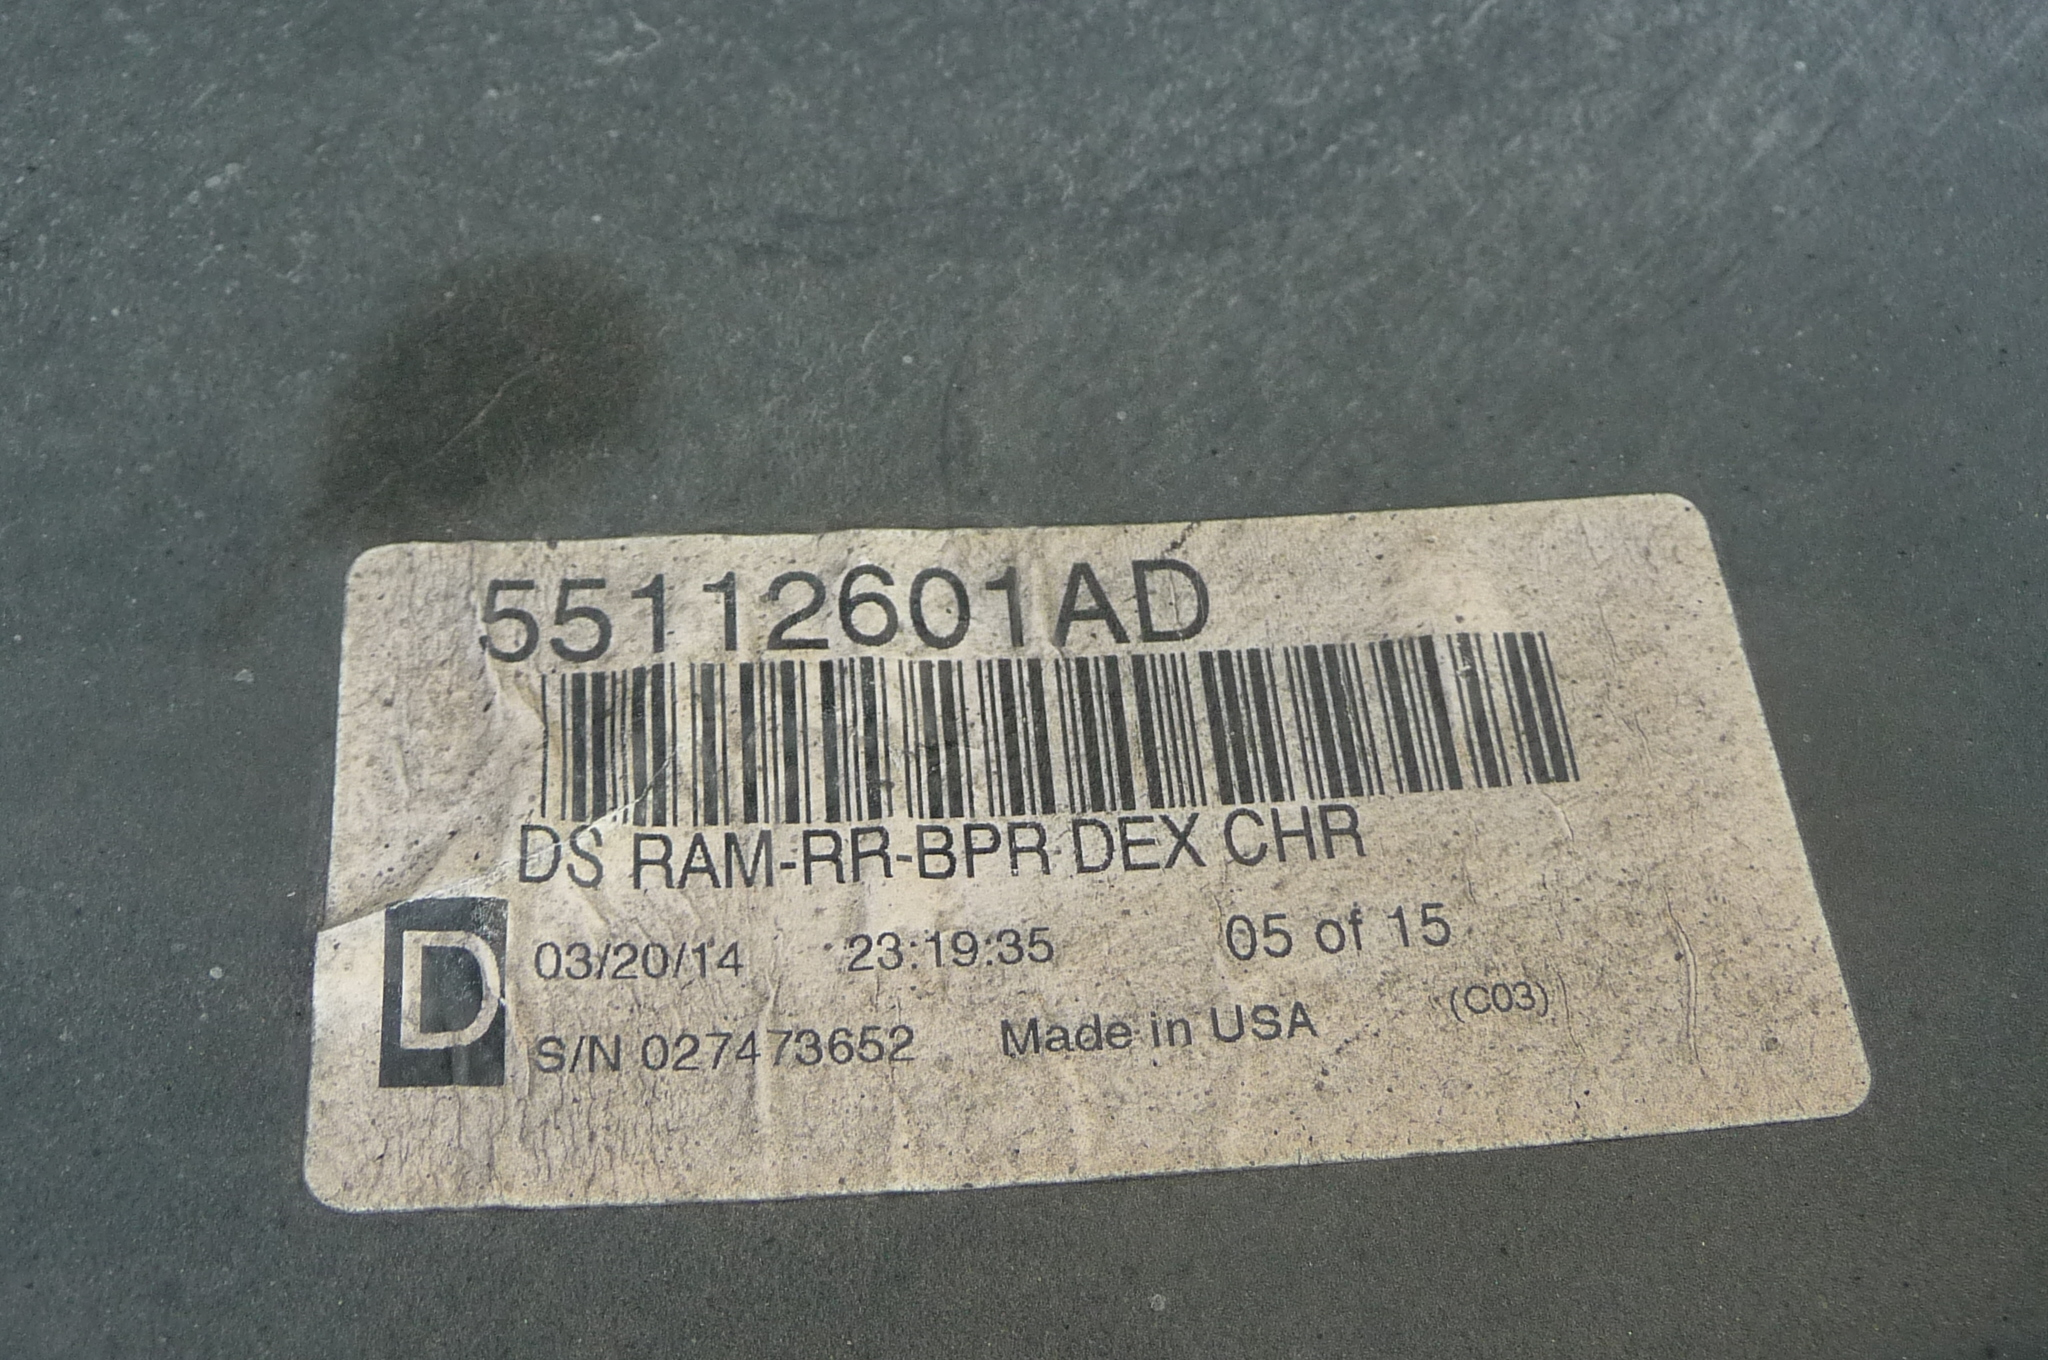 55112601AD
DS RAM-RR-BPR DEX CHR
D
03/20/14 23:19:35 05 of 15
S/N 027473652 Made in USA (C03)